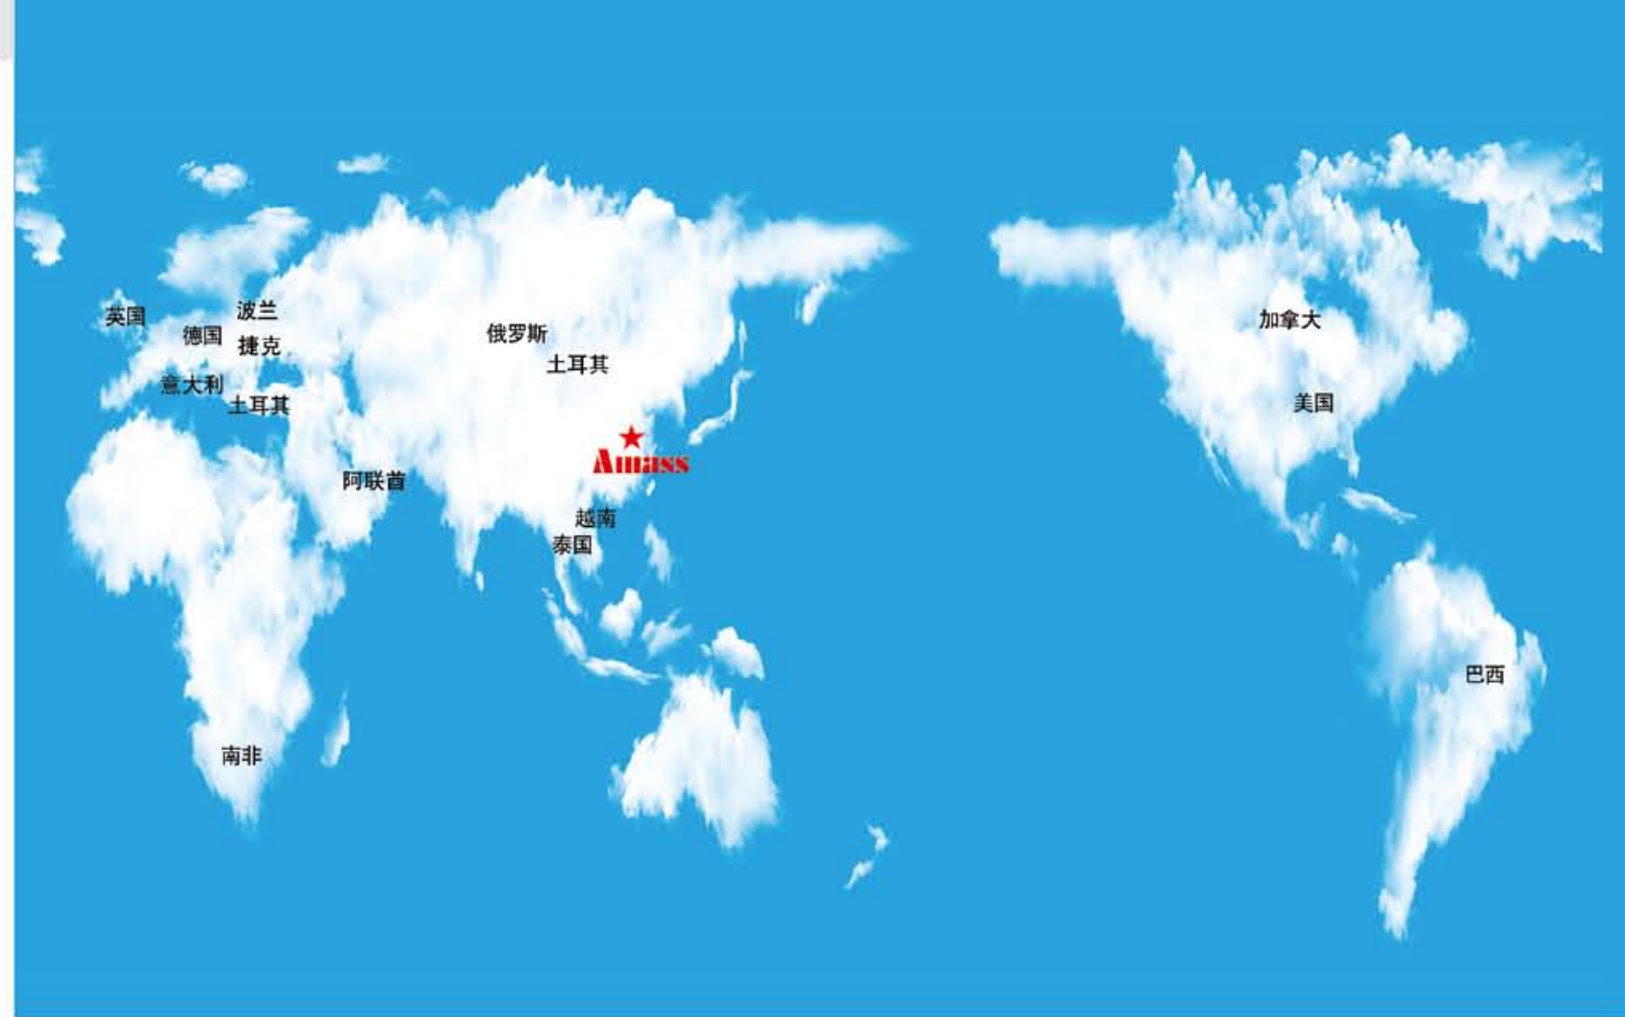 英国
波兰
德国
捷克
意大利
土耳其
俄罗斯
土耳其
Amass
阿联酋
越南
泰国
南非
加拿大
美国
巴西